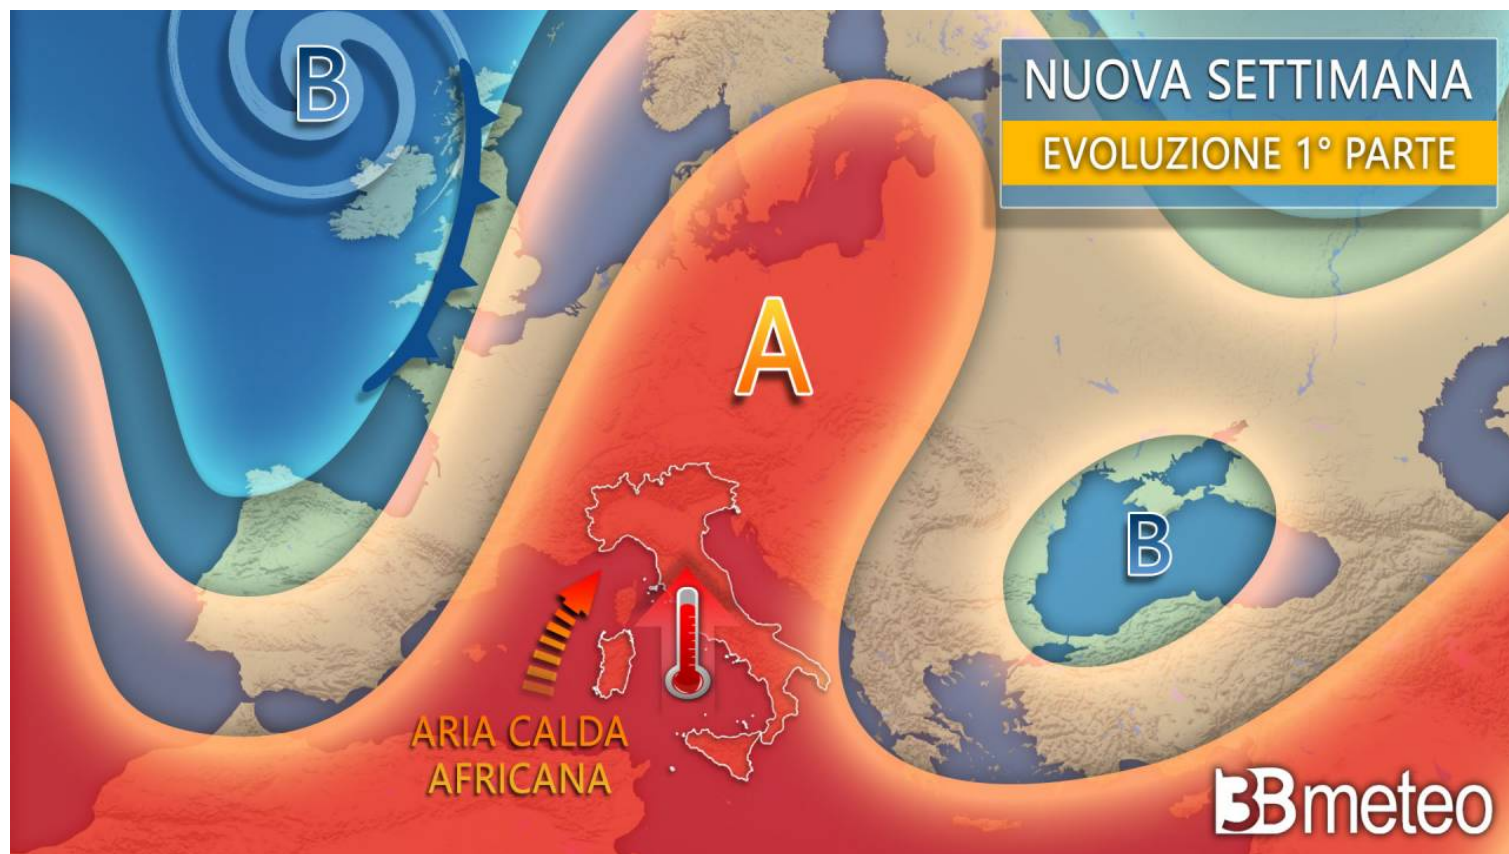 B
NUOVA SETTIMANA
EVOLUZIONE 1° PARTE
A
B
ARIA CALDA
AFRICANA
3Bmeteo